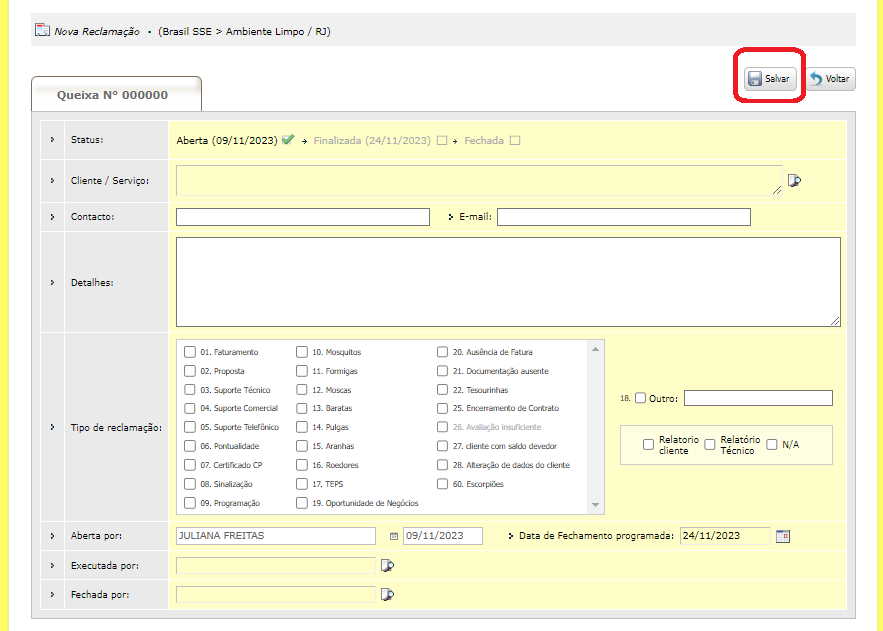 Nova Reclamação • (Brasil SSE > Ambiente Limpo / RJ)
Salvar Voltar
Queixa N° 000000
Status: Aberta (09/11/2023) Finalizada (24/11/2023) Fechada
Cliente / Serviço:
Contacto: E-mail:
Detalhes:
Tipo de reclamação:
01. Faturamento 10. Mosquitos 20. Ausência de Fatura
02. Proposta 11. Formigas 21. Documentação ausente
03. Suporte Técnico 12. Moscas 22. Tesourinhas
04. Suporte Comercial 13. Baratas 25. Encerramento de Contrato
05. Suporte Telefônico 14. Pulgas 26. Avaliação insuficiente
06. Pontualidade 15. Aranhas 27. cliente com saldo devedor
07. Certificado CP 16. Roedores 28. Alteração de dados do cliente
08. Sinalização 17. TEPS 60. Escorpiões
09. Programação 19. Oportunidade de Negócios
18. Outro:
Relatorio cliente Relatório Técnico N/A
Aberta por: JULIANA FREITAS 09/11/2023 Data de Fechamento programada: 24/11/2023
Executada por:
Fechada por: